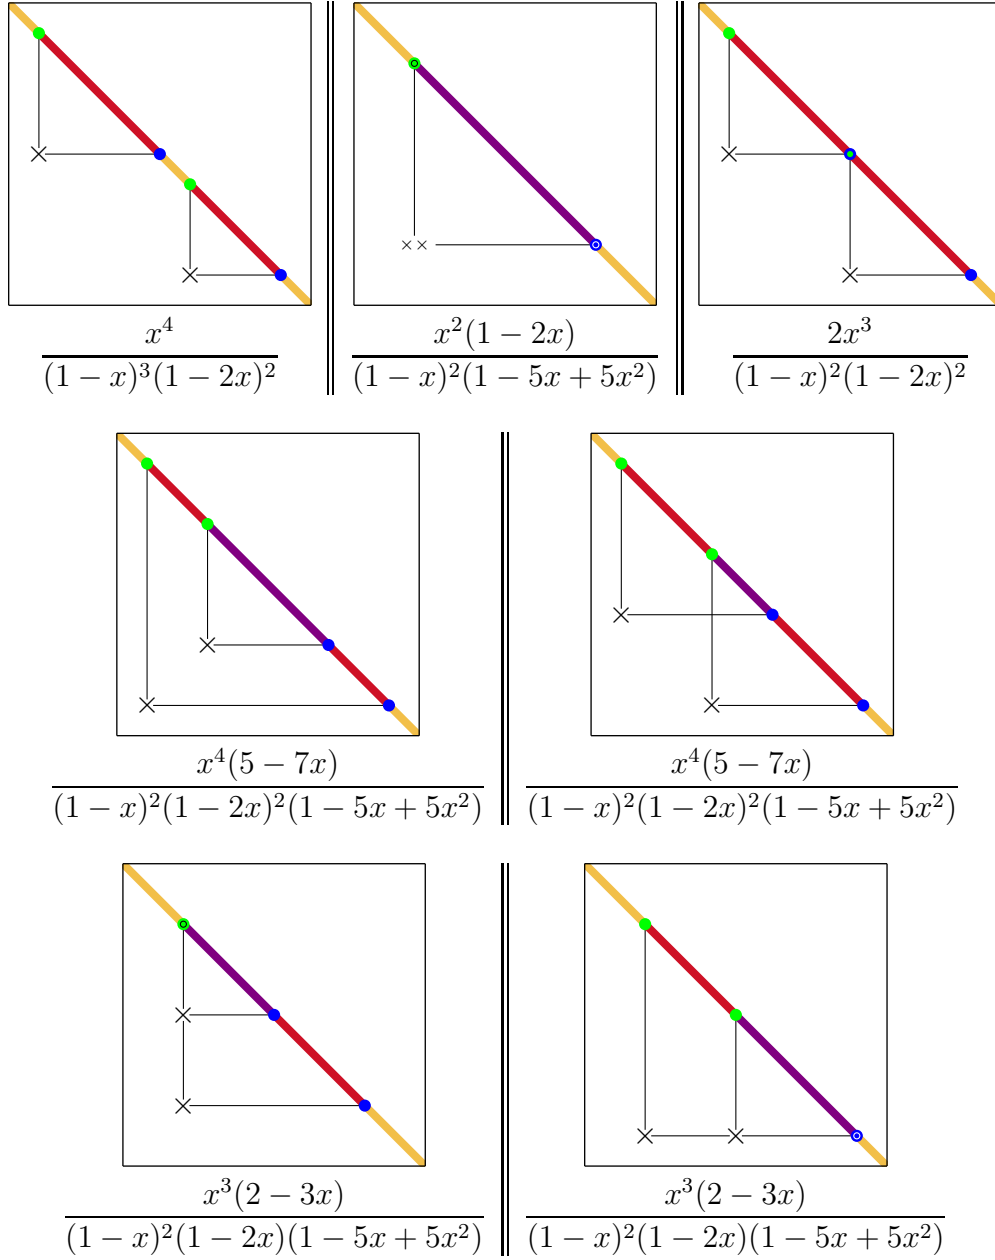 x^4 / (1 − x)^3(1 − 2x)^2
x^2(1 − 2x) / (1 − x)^2(1 − 5x + 5x^2)
2x^3 / (1 − x)^2(1 − 2x)^2
x^4(5 − 7x) / (1 − x)^2(1 − 2x)^2(1 − 5x + 5x^2)
x^4(5 − 7x) / (1 − x)^2(1 − 2x)^2(1 − 5x + 5x^2)
x^3(2 − 3x) / (1 − x)^2(1 − 2x)(1 − 5x + 5x^2)
x^3(2 − 3x) / (1 − x)^2(1 − 2x)(1 − 5x + 5x^2)